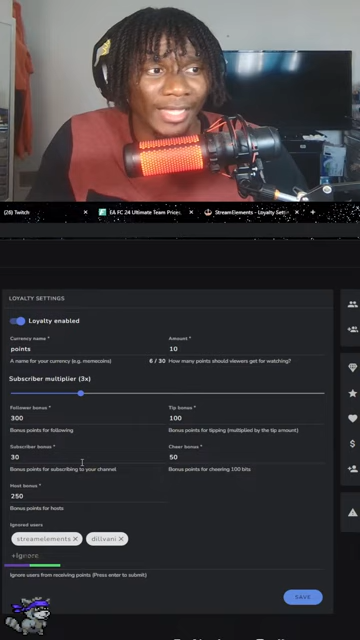 (28) Twitch
EA FC 24 Ultimate Team Prices
StreamElements - Loyalty Sett
LOYALTY SETTINGS
Loyalty enabled
Currency name *
Amount *
points
10
A name for your currency (e.g. memecoins)
6 / 30
How many points should viewers get for watching?
Subscriber multiplier (3x)
Follower bonus *
Tip bonus *
300
100
Bonus points for following
Bonus points for tipping (multiplied by the tip amount)
Subscriber bonus *
Cheer bonus *
30
50
Bonus points for subscribing to your channel
Bonus points for cheering 100 bits
Host bonus *
250
Bonus points for hosts
Ignored users
streamelements
dillvani
+Ignore
Ignore users from receiving points (Press enter to submit)
SAVE